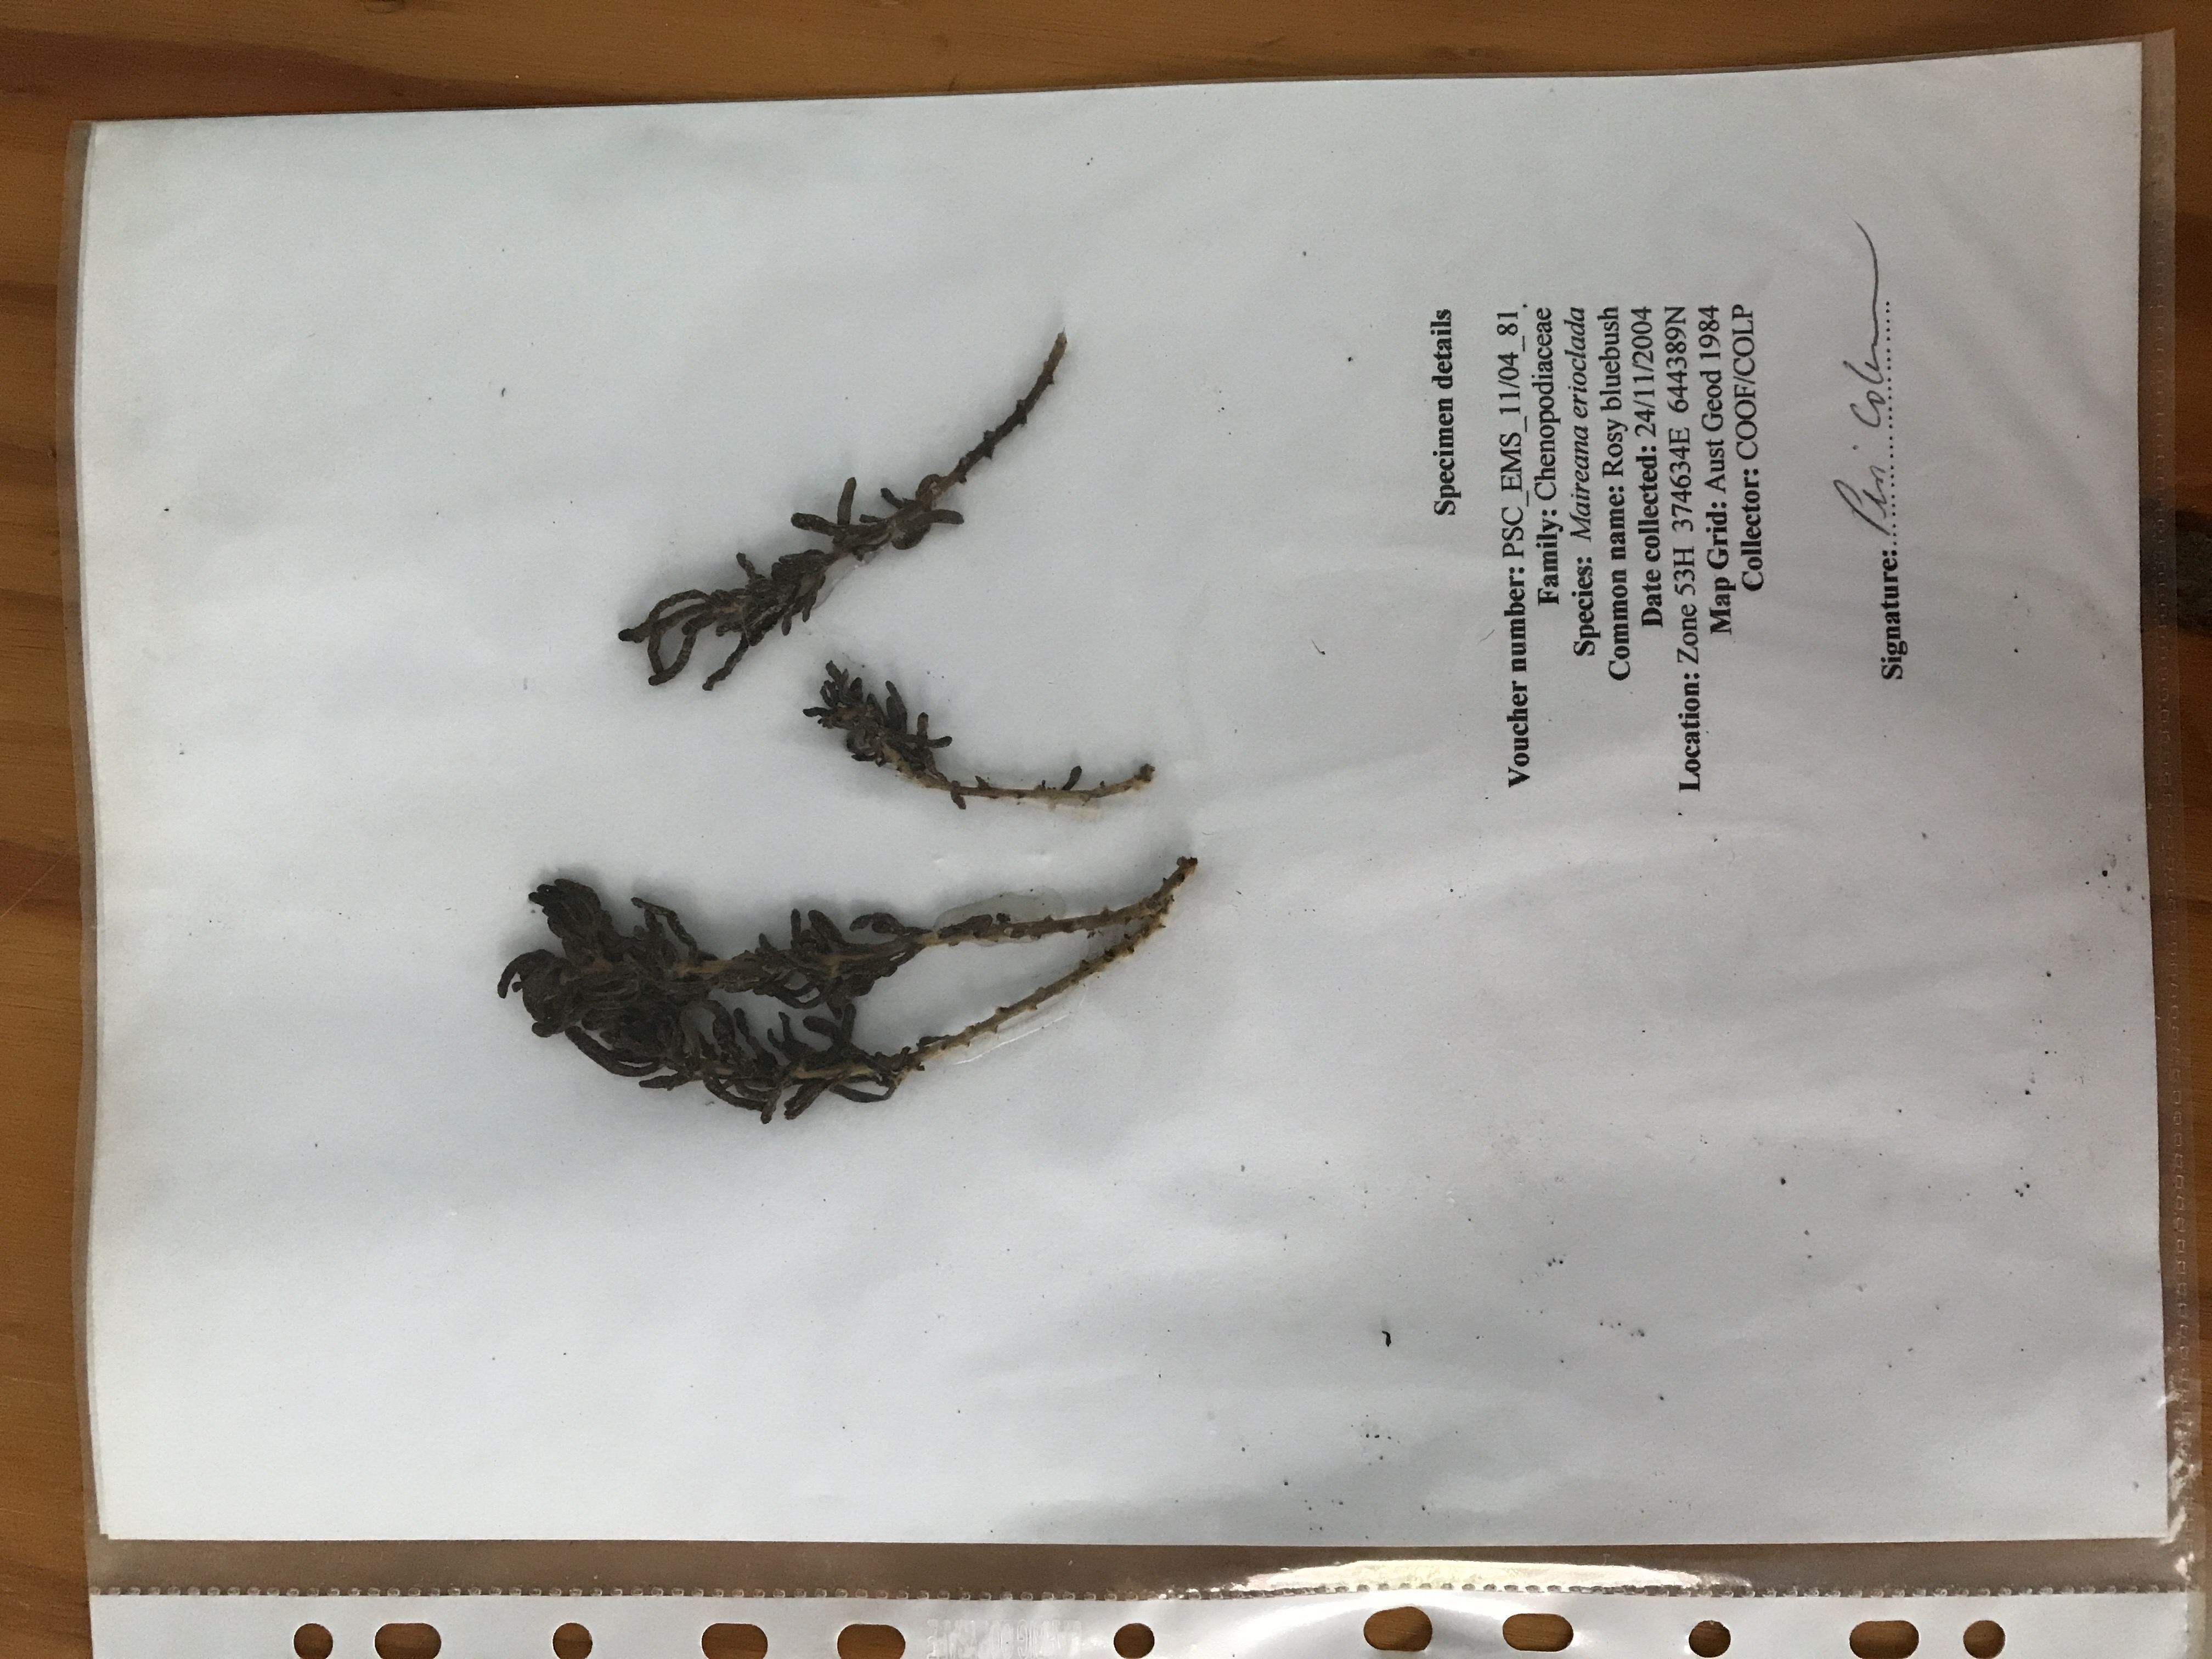 Specimen details
Voucher number: PSC_EMS_11/04_81
Family: Chenopodiaceae
Species: Maireana erioclada
Common name: Rosy bluebush
Date collected: 24/11/2004
Location: Zone 53H 374634E 644389N
Map Grid: Aust Geod 1984
Collector: COOF/COLP
Signature: Peri